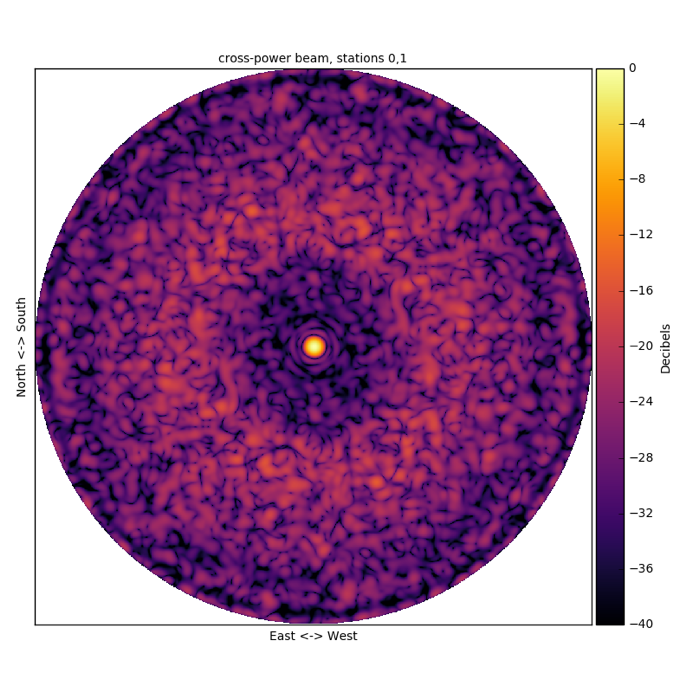 cross-power beam, stations 0,1
0
−4
−8
−12
−16
−20
−24
−28
−32
−36
−40
Decibels
North <-> South
East <-> West